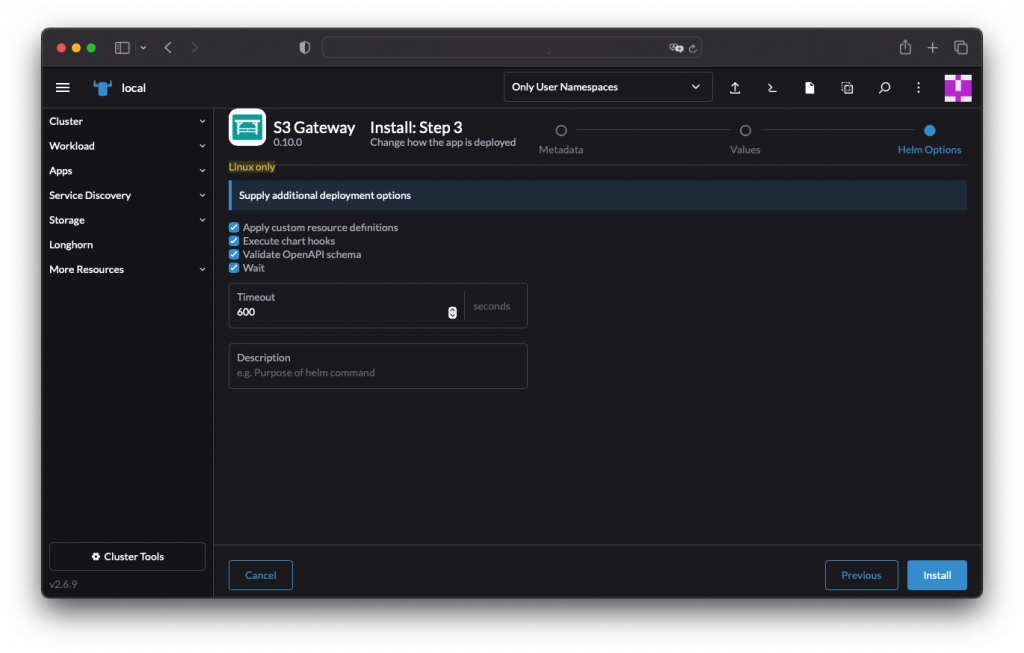 local
Only User Namespaces
Cluster
Workload
Apps
Service Discovery
Storage
Longhorn
More Resources
Cluster Tools
v2.6.9
S3 Gateway
0.10.0
Install: Step 3
Change how the app is deployed
Metadata
Values
Helm Options
Linux only
Supply additional deployment options
Apply custom resource definitions
Execute chart hooks
Validate OpenAPI schema
Wait
Timeout
600
seconds
Description
e.g. Purpose of helm command
Cancel
Previous
Install